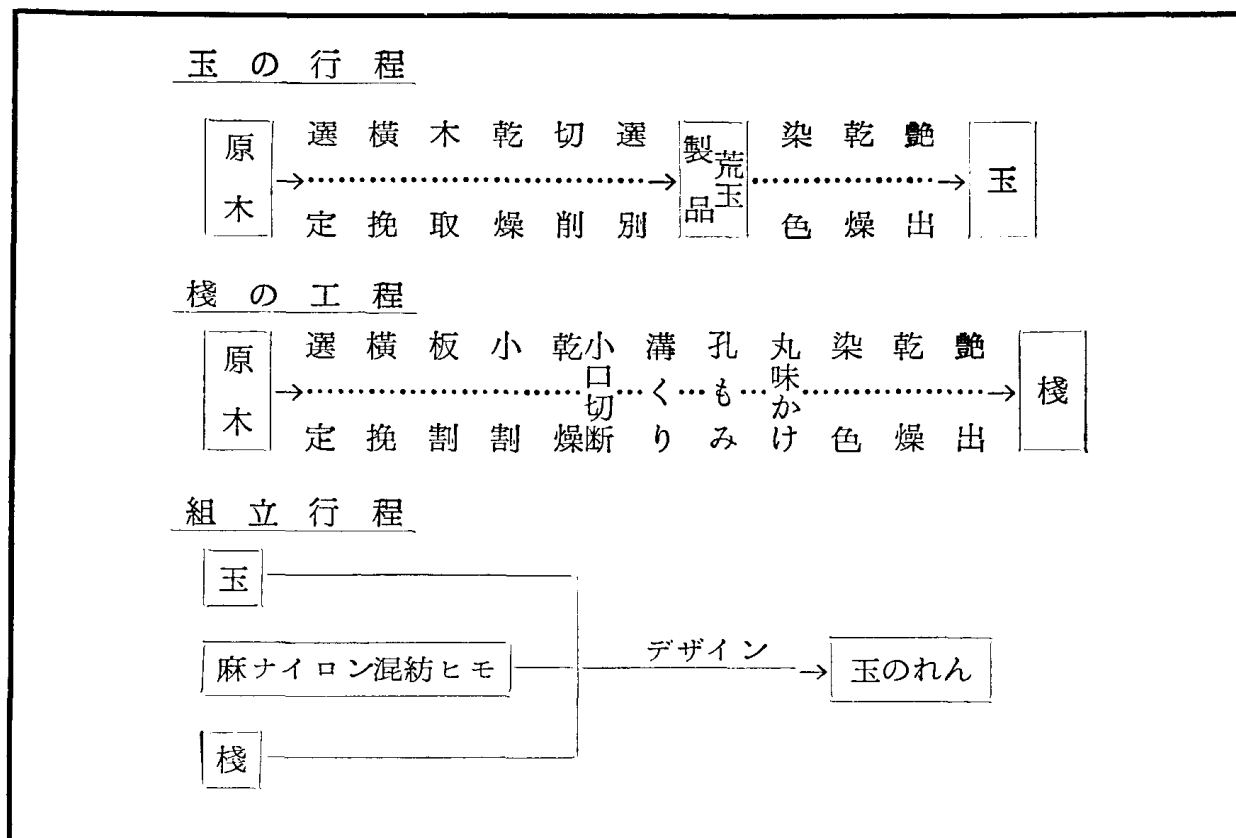 玉の行程
原木
選定
横挽
木取
乾燥
切削
選別
荒玉
製品
染色
乾燥
艶出
玉
棧の工程
原木
選定
横挽
板割
小割
乾燥
小口切断
溝くり
孔もみ
丸味かけ
染色
乾燥
艶出
棧
組立行程
玉
麻ナイロン混紡ヒモ
棧
デザイン
玉のれん